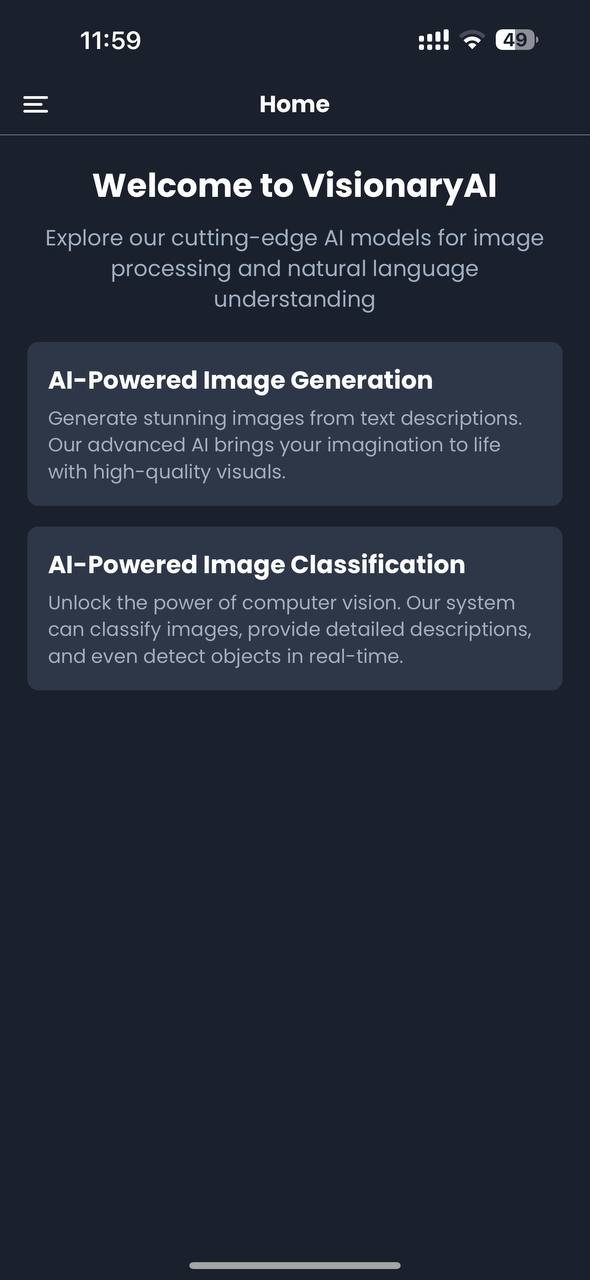 11:59
49
Home
Welcome to VisionaryAI
Explore our cutting-edge AI models for image
processing and natural language
understanding
AI-Powered Image Generation
Generate stunning images from text descriptions.
Our advanced AI brings your imagination to life
with high-quality visuals.
AI-Powered Image Classification
Unlock the power of computer vision. Our system
can classify images, provide detailed descriptions,
and even detect objects in real-time.